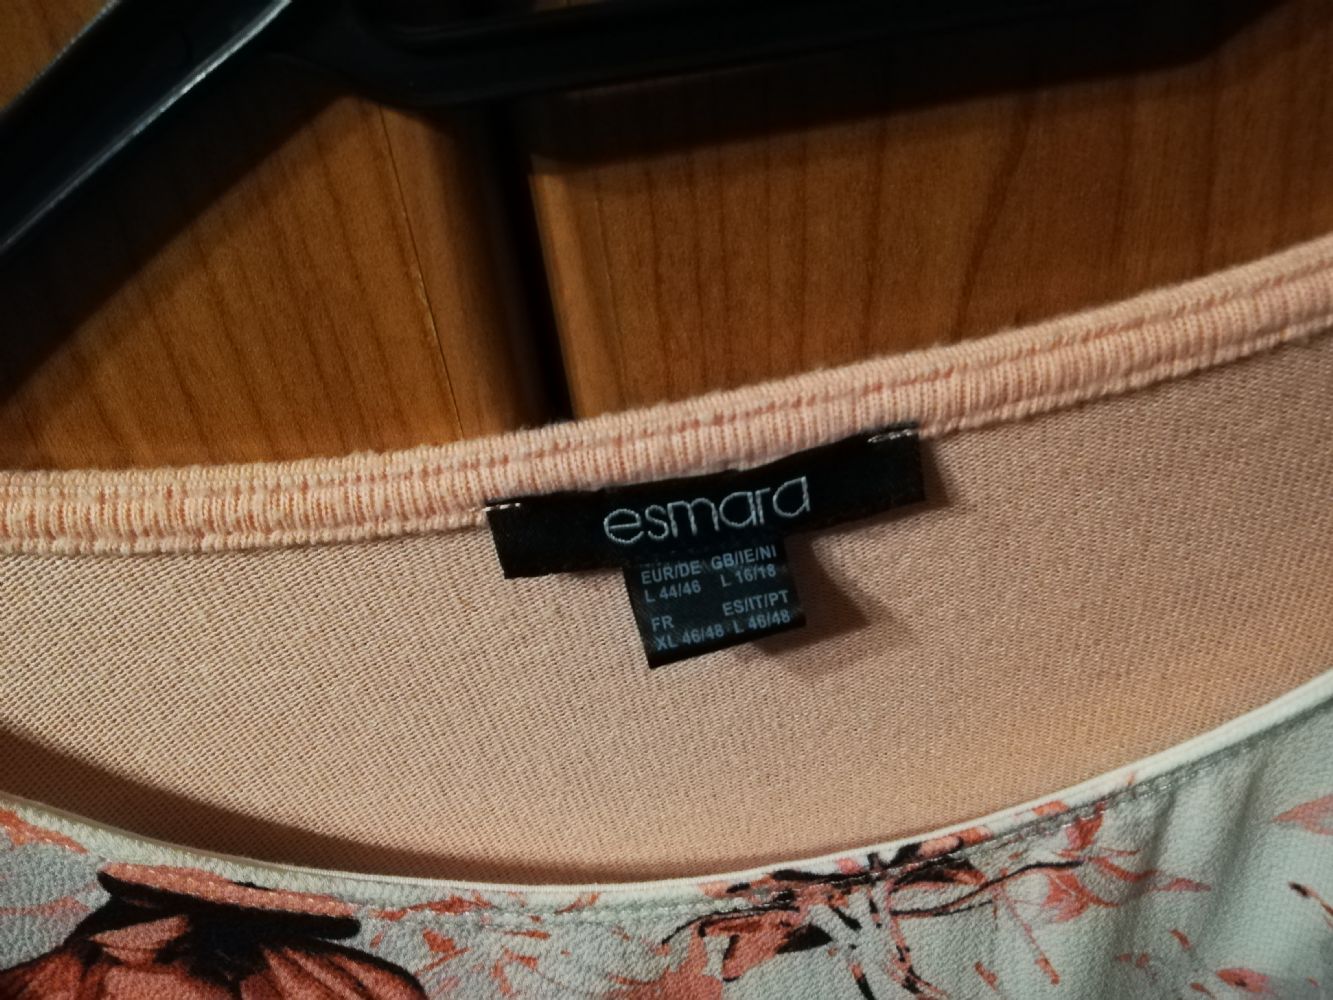 esmara
EUR/DE GB/IE/NI
L 44/46 L 16/18
FR ES/IT/PT
XL 46/48 L 46/48